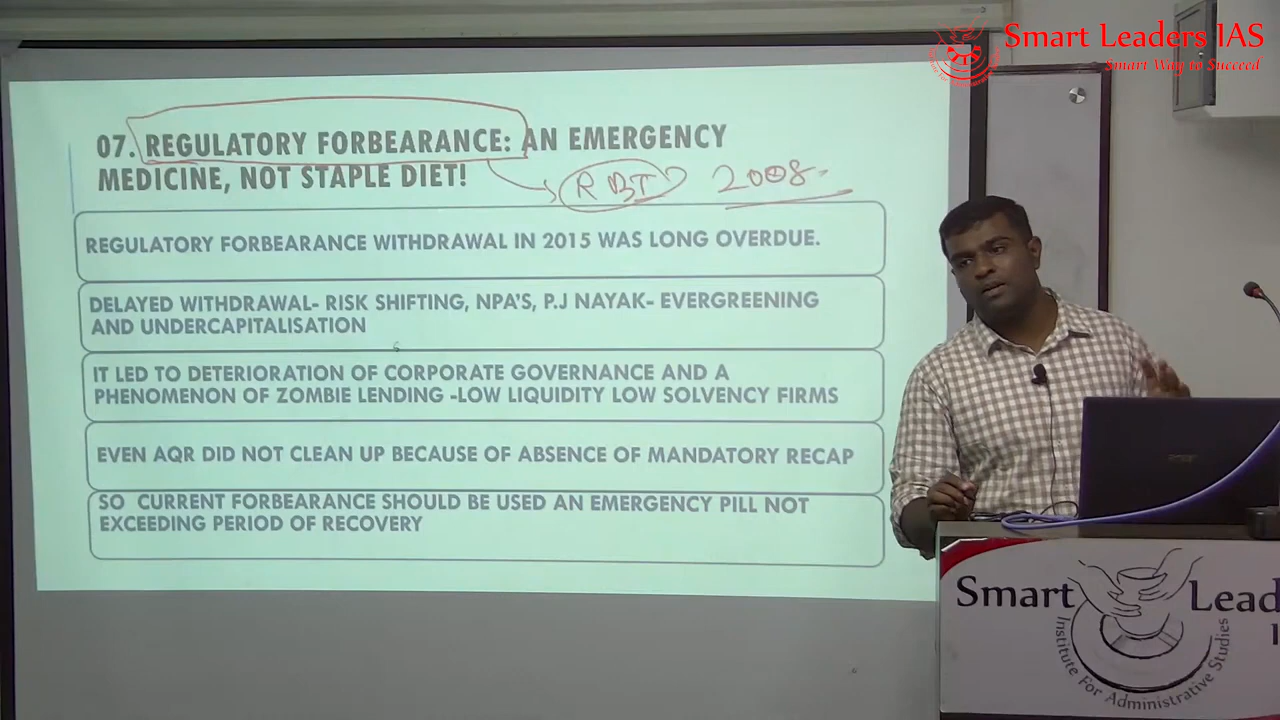 Smart Leaders IAS
Smart Way to Succeed
07. REGULATORY FORBEARANCE: AN EMERGENCY
MEDICINE, NOT STAPLE DIET!
2008
REGULATORY FORBEARANCE WITHDRAWAL IN 2015 WAS LONG OVERDUE.
DELAYED WITHDRAWAL- RISK SHIFTING, NPA'S, P.J NAYAK- EVERGREENING
AND UNDERCAPITALISATION
IT LED TO DETERIORATION OF CORPORATE GOVERNANCE AND A
PHENOMENON OF ZOMBIE LENDING -LOW LIQUIDITY LOW SOLVENCY FIRMS
EVEN AQR DID NOT CLEAN UP BECAUSE OF ABSENCE OF MANDATORY RECAP
SO CURRENT FORBEARANCE SHOULD BE USED AN EMERGENCY PILL NOT
EXCEEDING PERIOD OF RECOVERY
Smart Lead
Institute For Administrative Studies